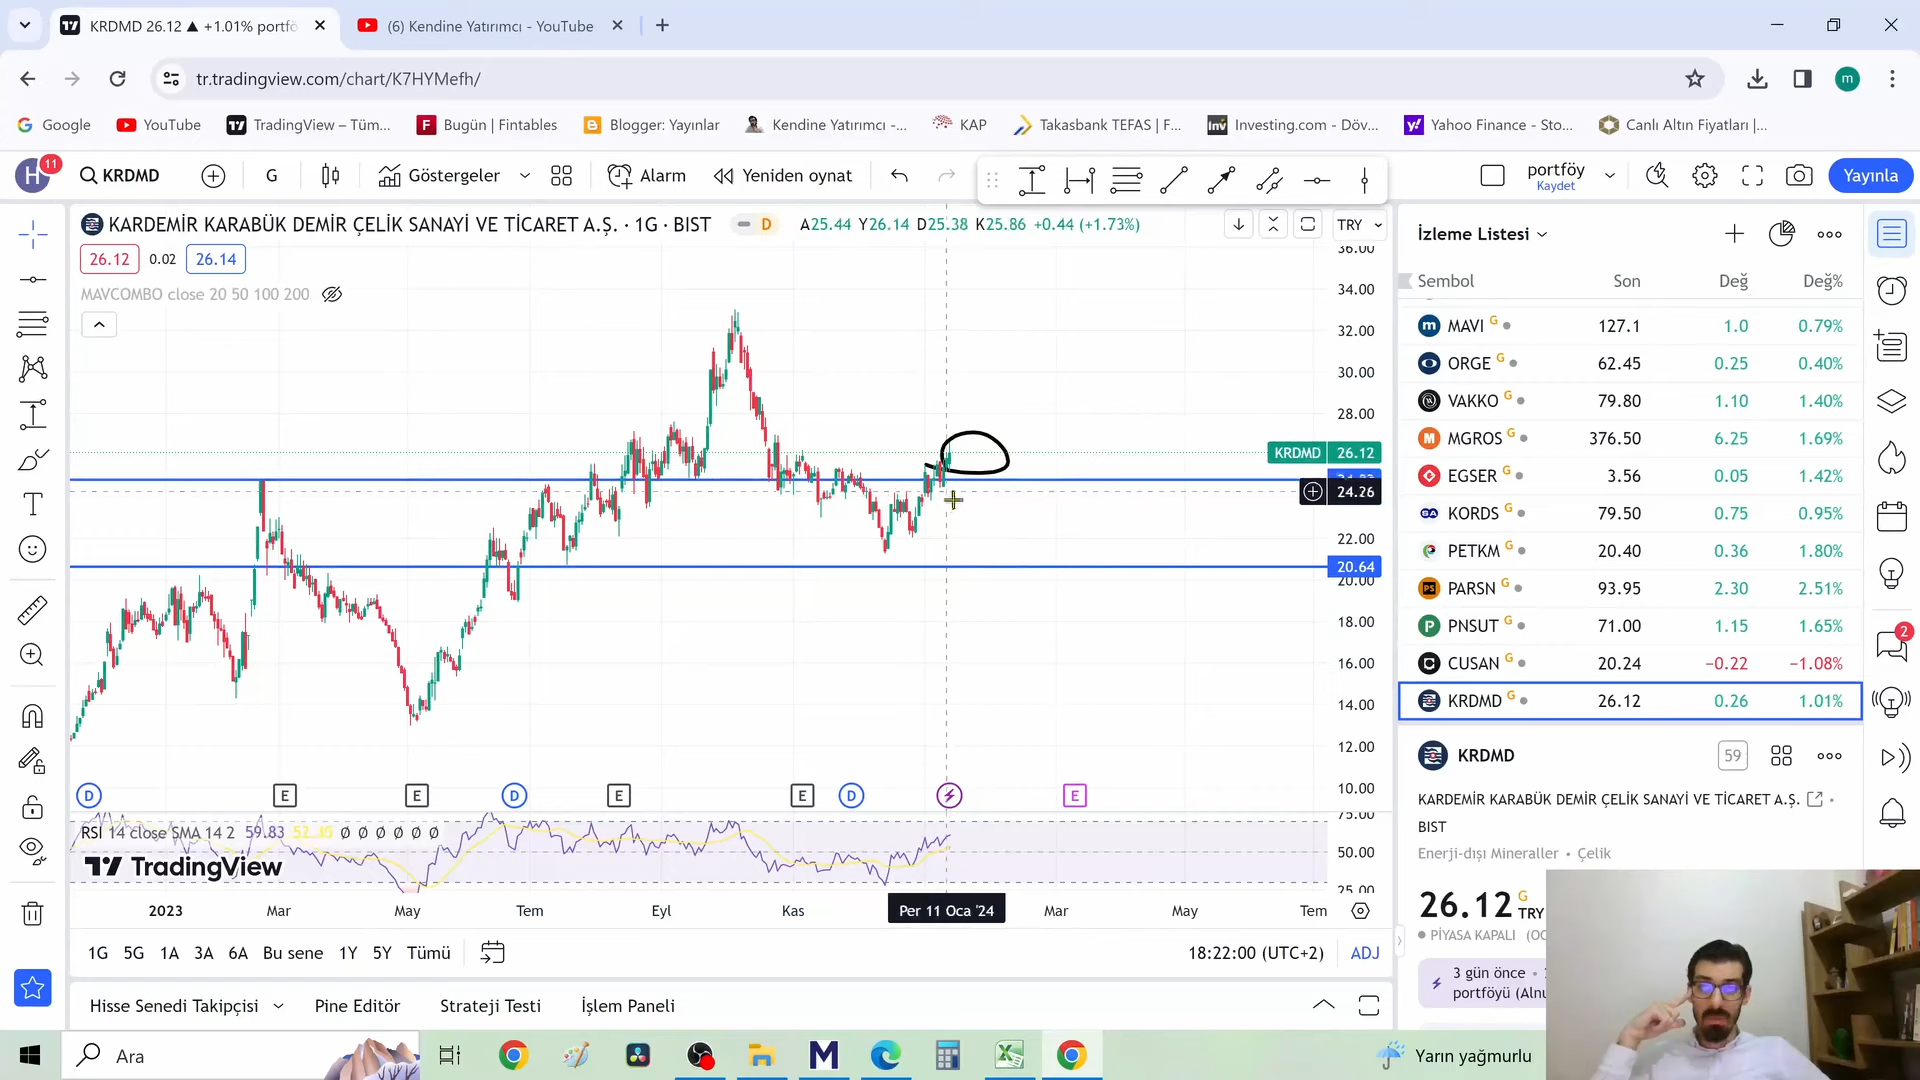 KRDMD 26.12 ▲ +1.01% portfö
(6) Kendine Yatırımcı - YouTube
tr.tradingview.com/chart/K7HYMefh/
m
Google
YouTube
TradingView – Tüm...
Bugün | Fintables
Blogger: Yayınlar
Kendine Yatırımcı -...
KAP
Takasbank TEFAS | F...
Investing.com - Döv...
Yahoo Finance - Sto...
Canlı Altın Fiyatları |...
H 11
KRDMD
G
Göstergeler
Alarm
Yeniden oynat
portföy
Kaydet
Yayınla
KARDEMİR KARABÜK DEMİR ÇELİK SANAYİ VE TİCARET A.Ş. · 1G · BIST
D
A25.44 Y26.14 D25.38 K25.86 +0.44 (+1.73%)
TRY
26.12 0.02 26.14
MAVCOMBO close 20 50 100 200
36.00
34.00
32.00
30.00
28.00
KRDMD 26.12
24.26
22.00
20.64
20.00
18.00
16.00
14.00
12.00
10.00
D E E D E E D E
RSI 14 close SMA 14 2 59.83 Ø Ø Ø Ø Ø Ø
TradingView
75.00
50.00
25.00
2023 Mar May Tem Eyl Kas Per 11 Oca '24 Mar May Tem
1G 5G 1A 3A 6A Bu sene 1Y 5Y Tümü
18:22:00 (UTC+2) ADJ
Hisse Senedi Takipçisi Pine Editör Strateji Testi İşlem Paneli
İzleme Listesi
Sembol Son Değ Değ%
MAVI G 127.1 1.0 0.79%
ORGE G 62.45 0.25 0.40%
VAKKO G 79.80 1.10 1.40%
MGROS G 376.50 6.25 1.69%
EGSER G 3.56 0.05 1.42%
KORDS G 79.50 0.75 0.95%
PETKM G 20.40 0.36 1.80%
PARSN G 93.95 2.30 2.51%
PNSUT G 71.00 1.15 1.65%
CUSAN G 20.24 −0.22 −1.08%
KRDMD G 26.12 0.26 1.01%
2
KRDMD
59
KARDEMİR KARABÜK DEMİR ÇELİK SANAYİ VE TİCARET A.Ş. •
BIST
Enerji-dışı Mineraller • Çelik
26.12 G TRY
PİYASA KAPALI (OC
3 gün önce •
portföyü (Alnu
Ara
Yarın yağmurlu